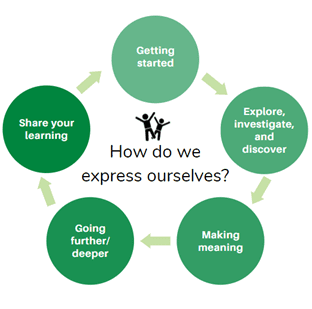 Getting
started
Explore,
investigate,
and
discover
Making
meaning
Going
further/
deeper
Share your
learning
How do we
express ourselves?